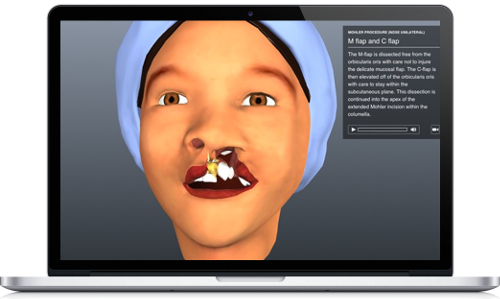 MOHLER PROCEDURE (NOSE UNILATERAL)
M flap and C flap
The M-flap is dissected free from the
orbicularis oris with care not to injure
the delicate mucosal flap. The C-flap is
then elevated off of the orbicularis oris
with care to stay within the
subcutaneous plane. This dissection is
continued into the apex of the
extended Mohler incision within the
columella.